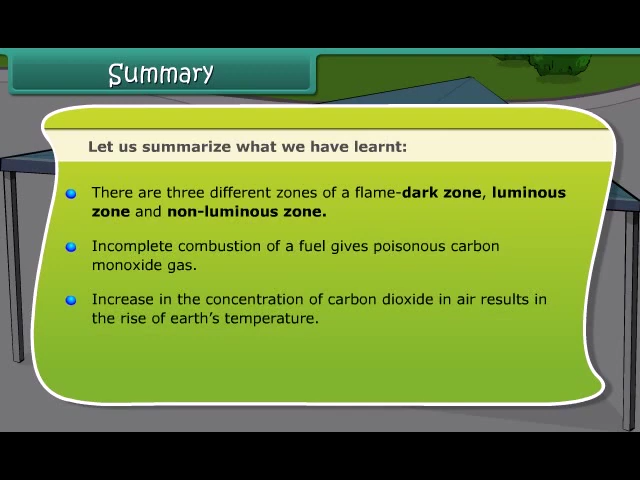 Summary
Let us summarize what we have learnt:
There are three different zones of a flame-dark zone, luminous
zone and non-luminous zone.
Incomplete combustion of a fuel gives poisonous carbon
monoxide gas.
Increase in the concentration of carbon dioxide in air results in
the rise of earth’s temperature.